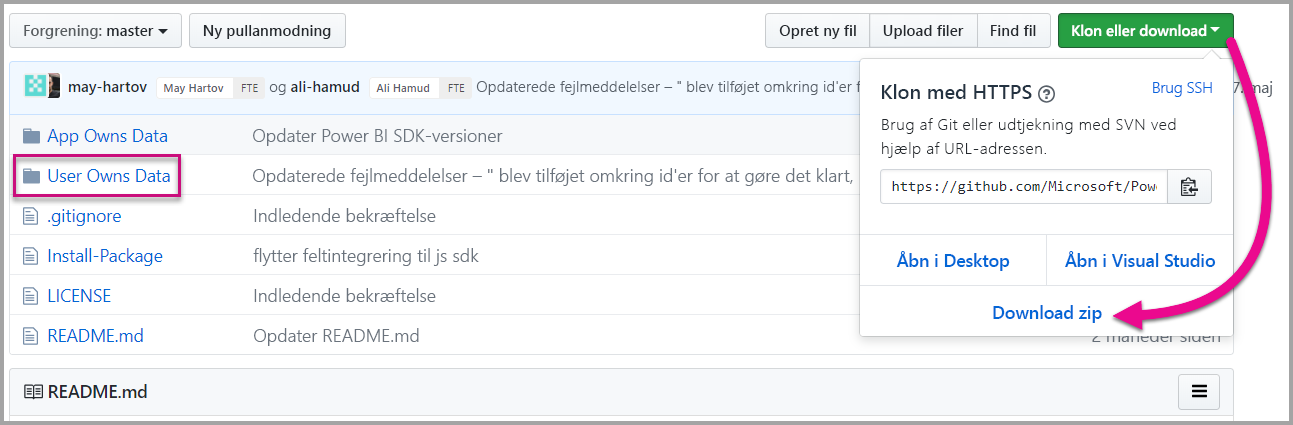 Forgrening: master
Ny pullanmodning
Opret ny fil
Upload filer
Find fil
Klon eller download
may-hartov May Hartov FTE og ali-hamud Ali Hamud FTE Opdaterede fejlmeddelelser – " blev tilføjet omkring id'er f
7. maj
App Owns Data Opdater Power BI SDK-versioner
User Owns Data Opdaterede fejlmeddelelser – " blev tilføjet omkring id'er for at gøre det klart,
.gitignore Indledende bekræftelse
Install-Package flytter feltintegrering til js sdk
LICENSE Indledende bekræftelse
README.md Opdater README.md 2 måneder siden
Klon med HTTPS ?
Brug SSH
Brug af Git eller udtjekning med SVN ved
hjælp af URL-adressen.
https://github.com/Microsoft/Pow
Åbn i Desktop
Åbn i Visual Studio
Download zip
README.md